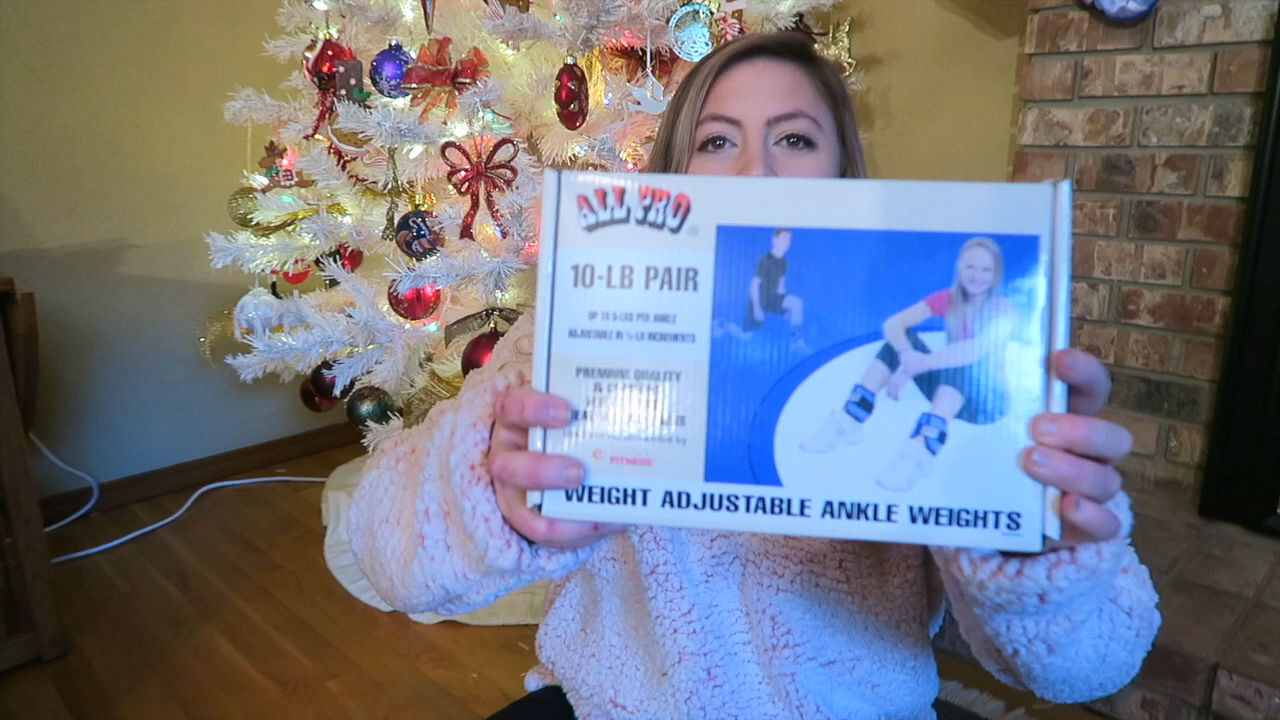 ALL PRO
10-LB PAIR
UP TO 5-LBS PER ANKLE
ADJUSTABLE IN ½-LB INCREMENTS
PREMIUM QUALITY
FITNESS
WEIGHT ADJUSTABLE ANKLE WEIGHTS